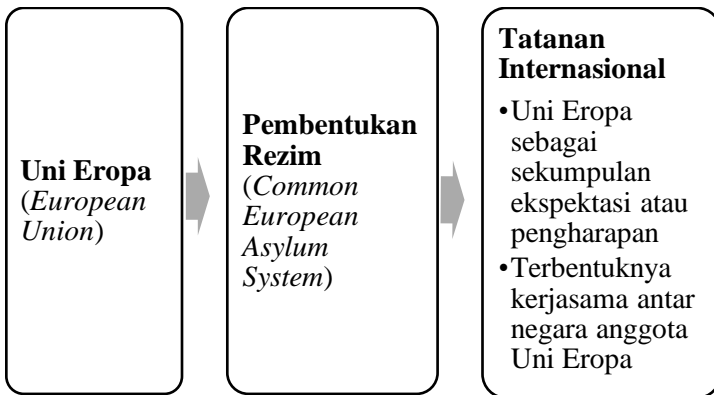 Uni Eropa
(European
Union)
Pembentukan
Rezim
(Common
European
Asylum
System)
Tatanan
Internasional
•Uni Eropa
sebagai
sekumpulan
ekspektasi atau
pengharapan
•Terbentuknya
kerjasama antar
negara anggota
Uni Eropa